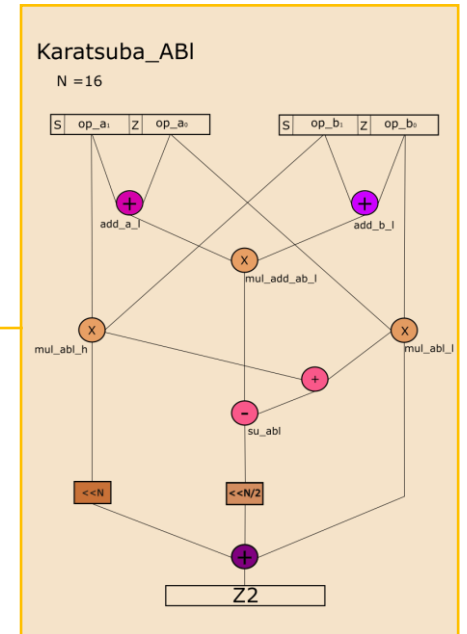 Karatsuba_ABl
N =16
S op_a₁ Z op_a₀
S op_b₁ Z op_b₀
+ +
add_a_l add_b_l
X
mul_add_ab_l
X X
mul_abl_h mul_abl_l
+
-
su_abl
<<N <<N/2
+
Z2